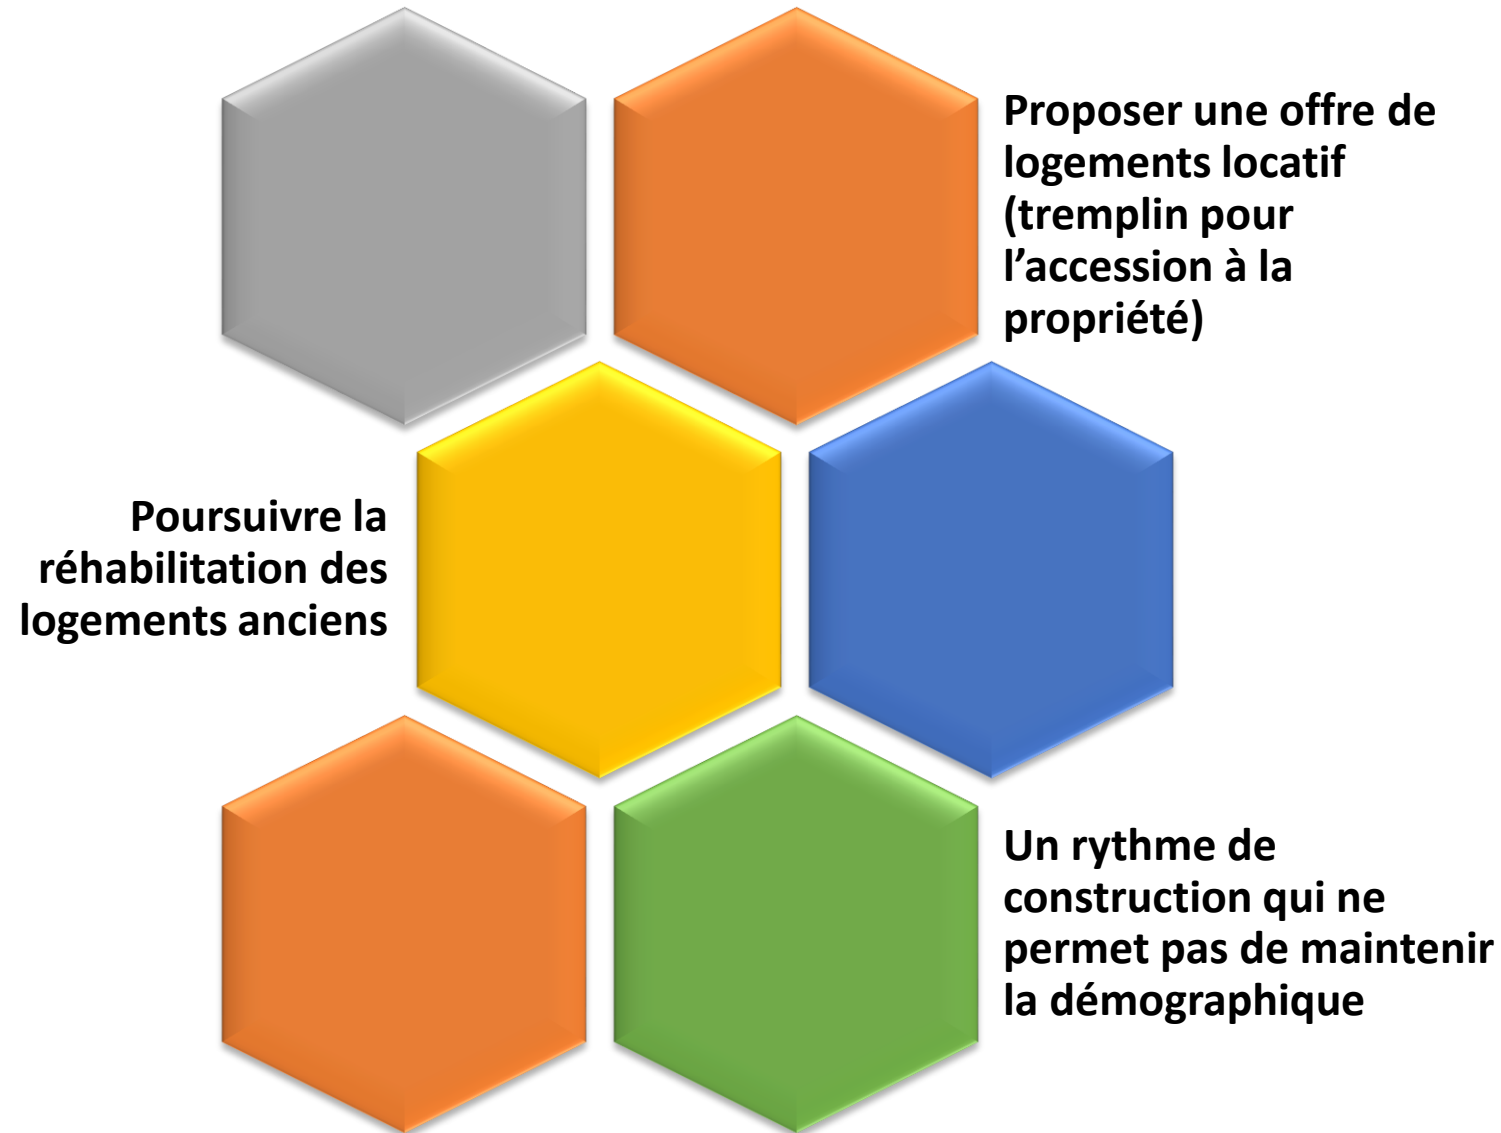 Proposer une offre de
logements locatif
(tremplin pour
l’accession à la
propriété)
Poursuivre la
réhabilitation des
logements anciens
Un rythme de
construction qui ne
permet pas de maintenir
la démographique